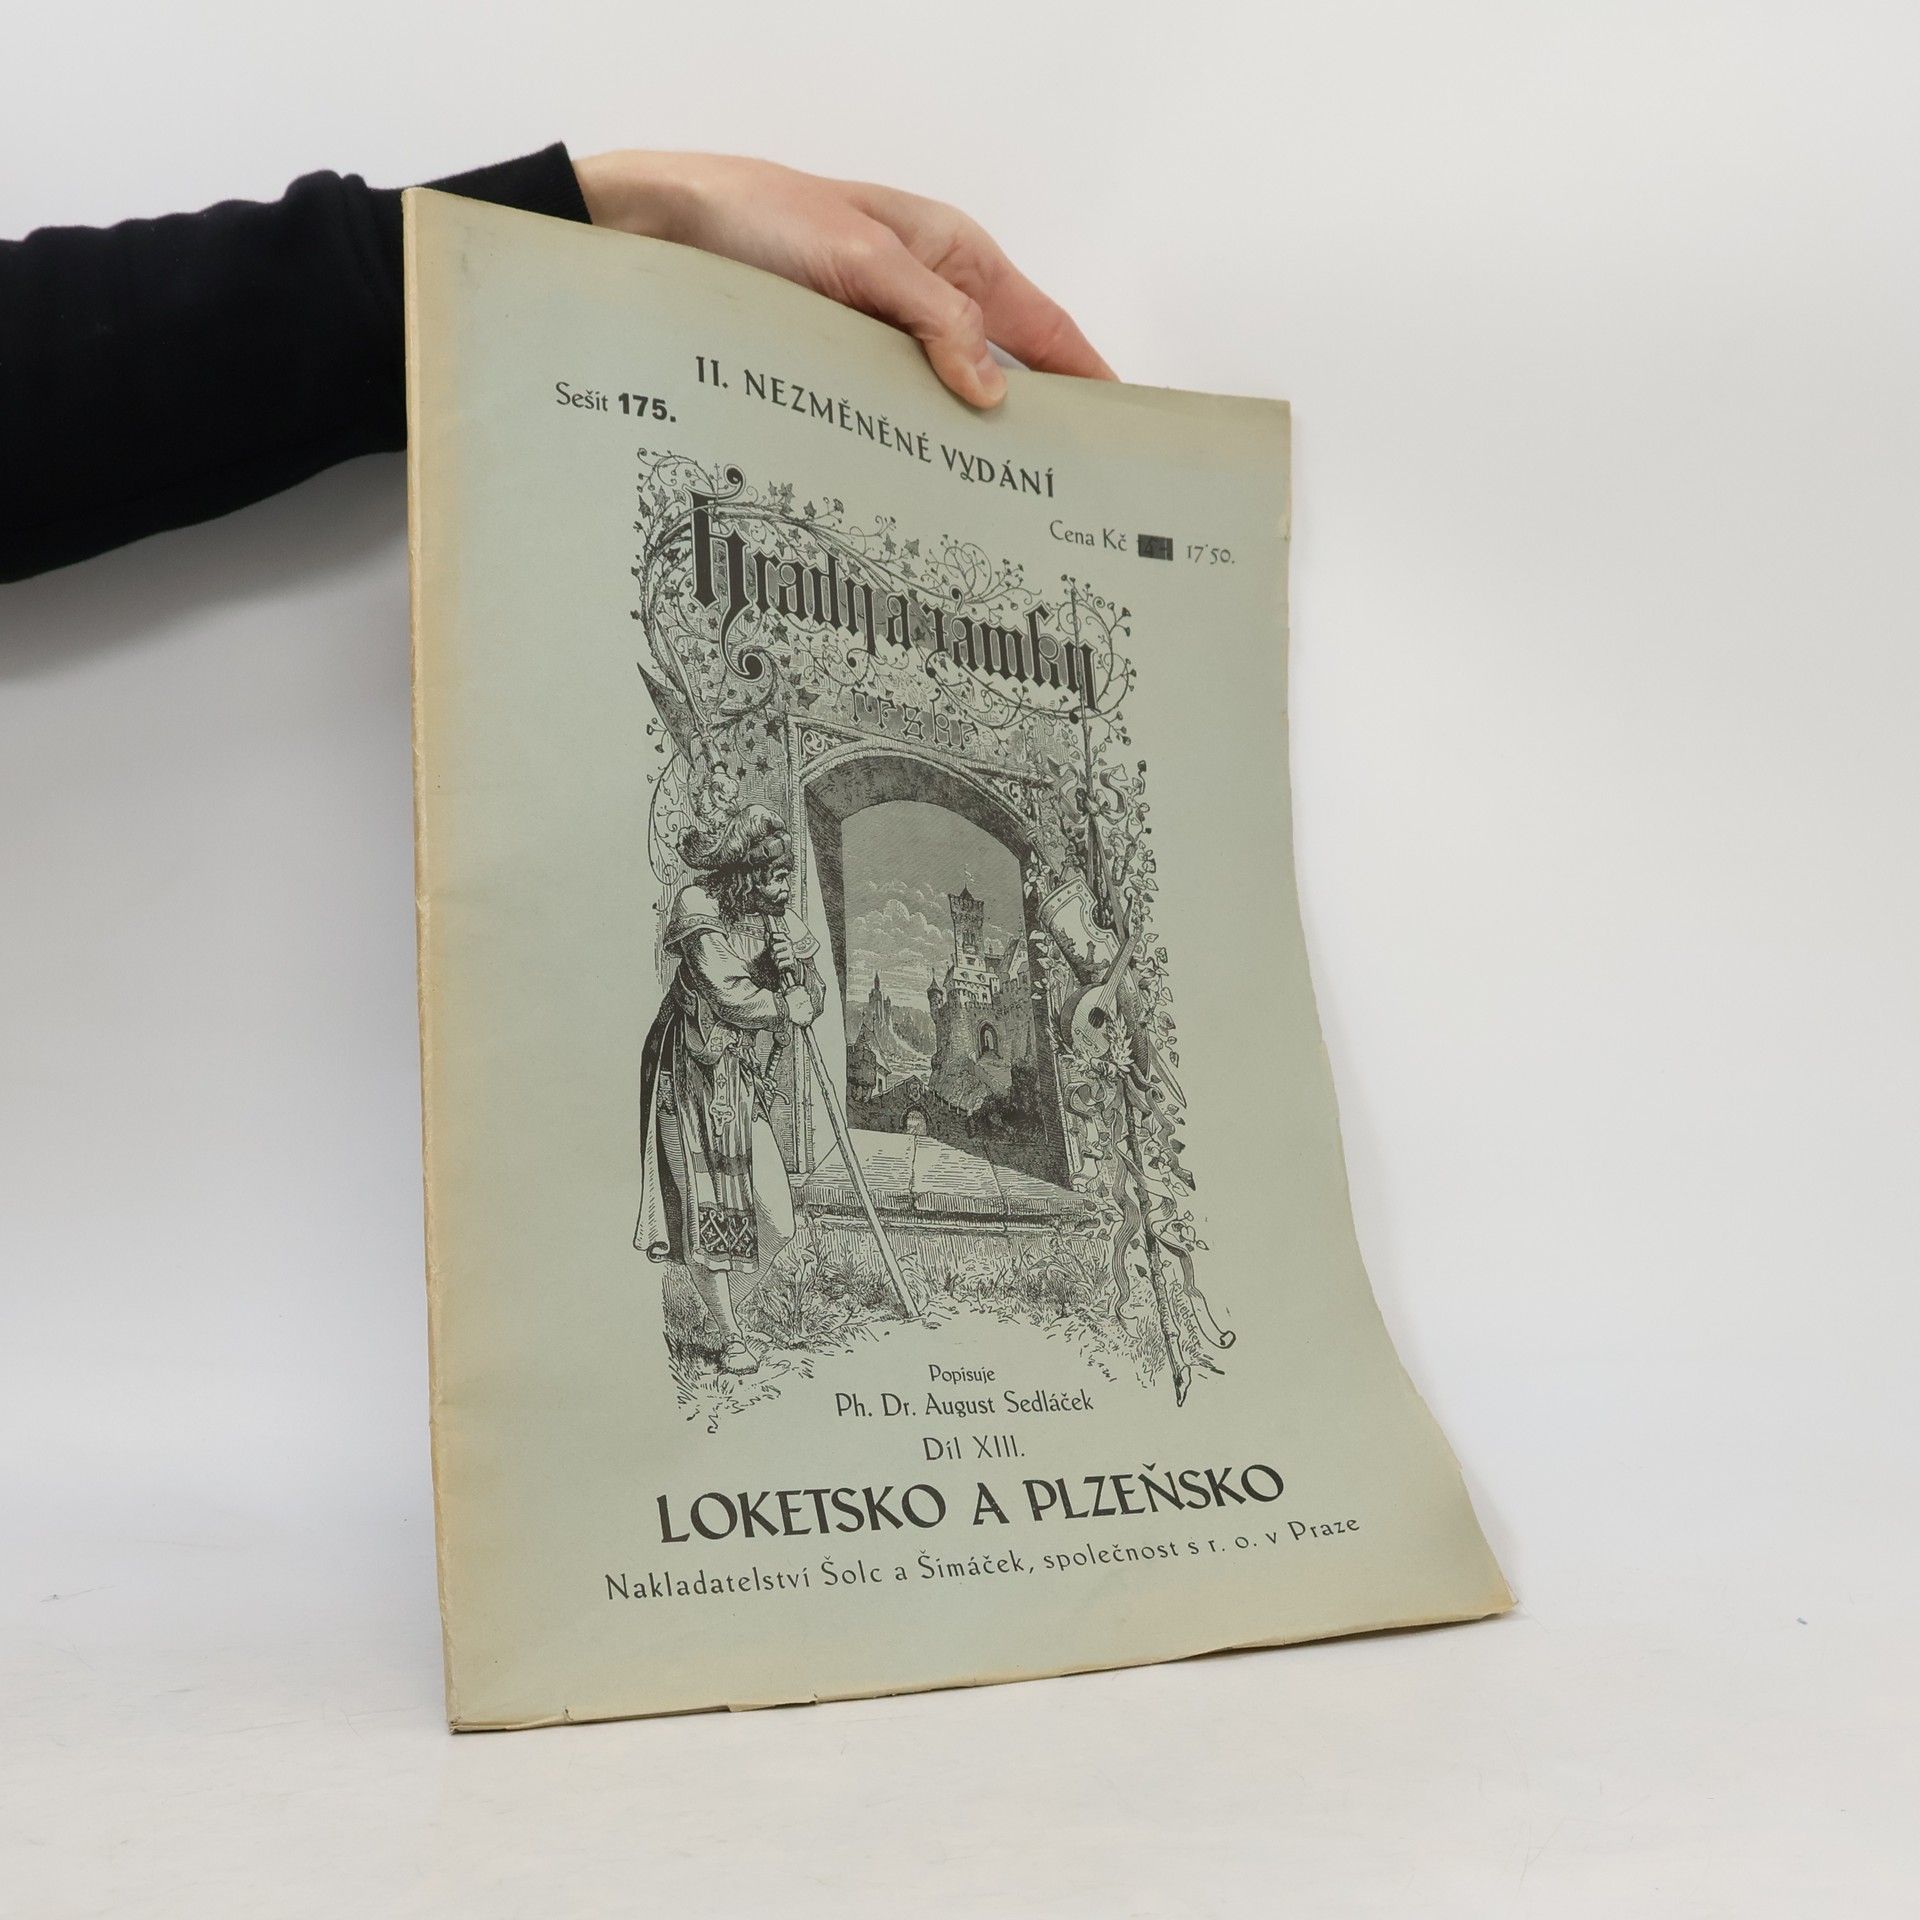 II. NEZMĚNĚNÉ VYDÁNÍ
Sešit 175.
Cena Kč 17·50.
Hrady a zámky
české
Popisuje
Ph. Dr. August Sedláček
Díl XIII.
LOKETSKO A PLZEŇSKO
Nakladatelství Šolc a Šimáček, společnost s r. o. v Praze